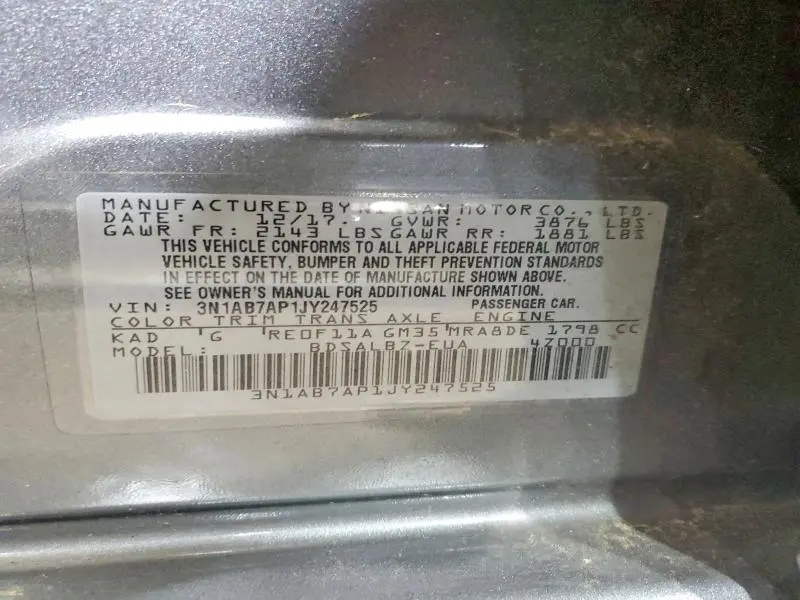 MANUFACTURED BY NISSAN MOTOR CO., LTD.
DATE: 12/17. GVWR: 3876 LBS
GAWR FR: 2143 LBS GAWR RR: 1881 LBS
THIS VEHICLE CONFORMS TO ALL APPLICABLE FEDERAL MOTOR
VEHICLE SAFETY, BUMPER AND THEFT PREVENTION STANDARDS
IN EFFECT ON THE DATE OF MANUFACTURE SHOWN ABOVE.
SEE OWNER'S MANUAL FOR ADDITIONAL INFORMATION.
VIN: 3N1AB7AP1JY247525 PASSENGER CAR.
COLOR TRIM TRANS AXLE ENGINE
KAD G RE0F11A GM35 MRA8DE 1798 CC
MODEL: BDSALBZ-EUA 4Z000
3N1AB7AP1JY247525